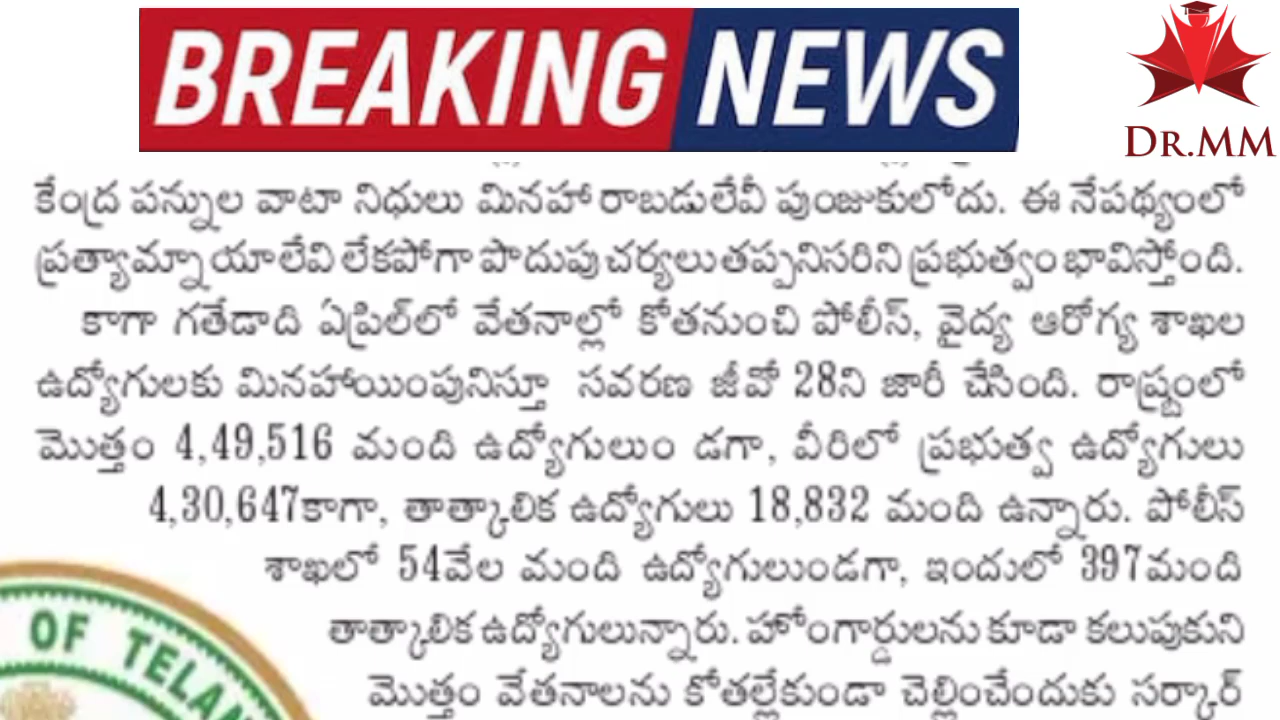 BREAKING NEWS
DR.MM
కేంద్ర పన్నుల వాటా నిధులు మినహా రాబడులేవీ పుంజుకులోదు. ఈ నేపథ్యంలో
ప్రత్యామ్నాయాలేవి లేకపోగా పొదుపు చర్యలు తప్పనిసరిని ప్రభుత్వం భావిస్తోంది.
కాగా గతేడాది ఏప్రిల్‌లో వేతనాల్లో కోతనుంచి పోలీస్, వైద్య ఆరోగ్య శాఖల
ఉద్యోగులకు మినహాయింపునిస్తూ సవరణ జీవో 28ని జారీ చేసింది. రాష్ట్రంలో
మొత్తం 4,49,516 మంది ఉద్యోగులుం డగా, వీరిలో ప్రభుత్వ ఉద్యోగులు
4,30,647కాగా, తాత్కాలిక ఉద్యోగులు 18,832 మంది ఉన్నారు. పోలీస్
శాఖలో 54వేల మంది ఉద్యోగులుండగా, ఇందులో 397మంది
తాత్కాలిక ఉద్యోగులున్నారు. హోంగార్డులను కూడా కలుపుకుని
మొత్తం వేతనాలను కోతల్లేకుండా చెల్లించేందుకు సర్కార్
OF TELAN